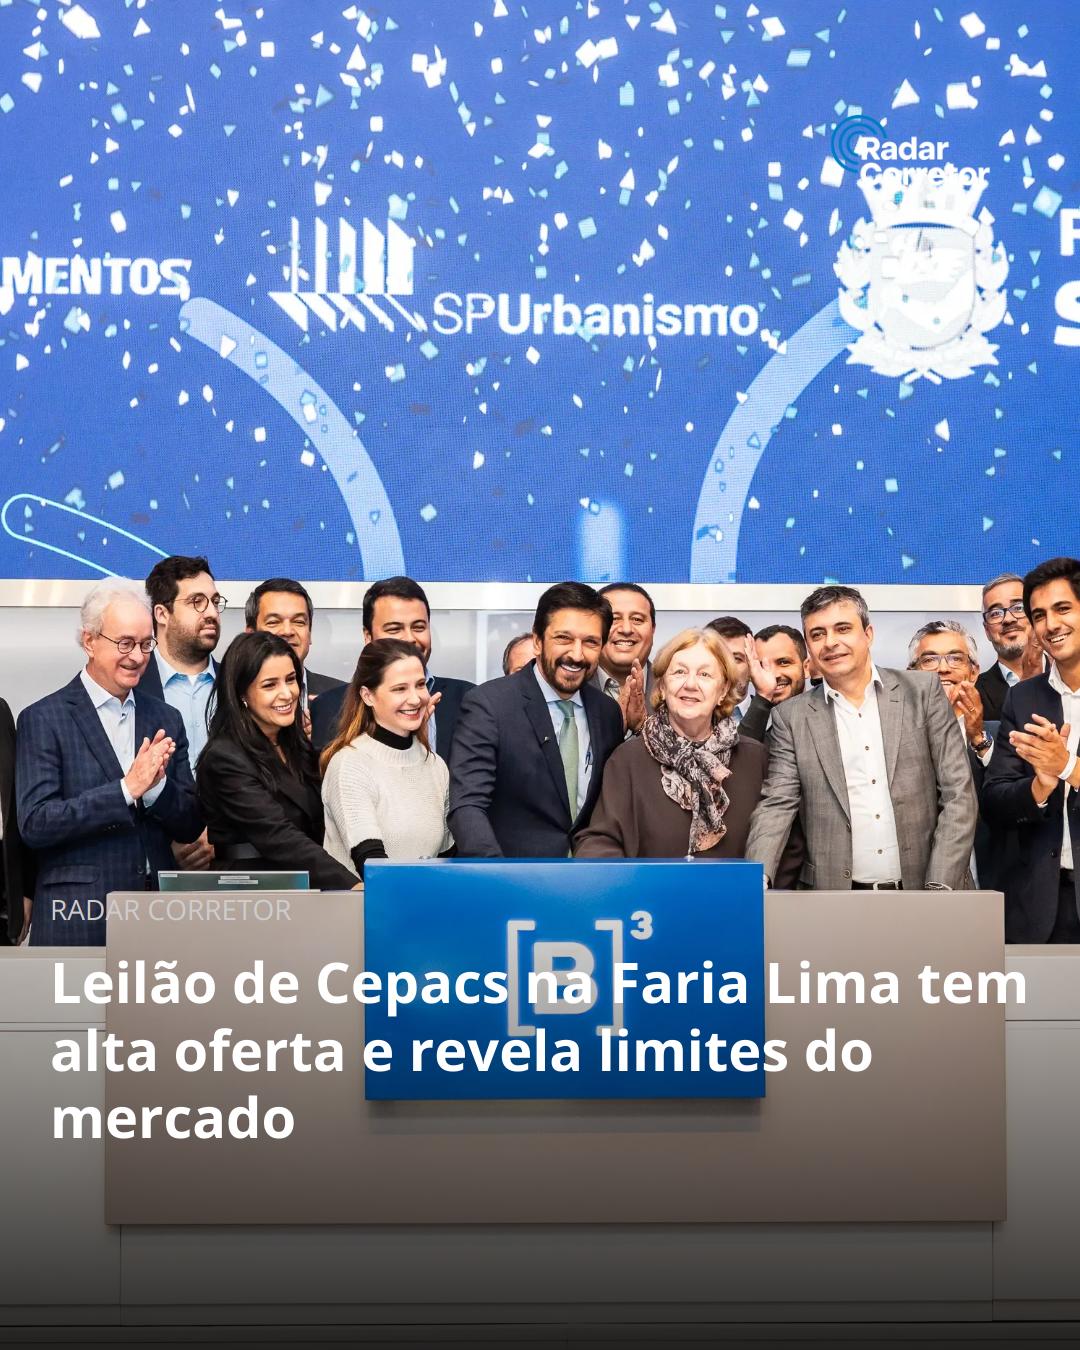 Radar
Corretor
MENTOS
SPUrbanismo
P
S
RADAR CORRETOR
[B]³
Leilão de Cepacs na Faria Lima tem
alta oferta e revela limites do
mercado